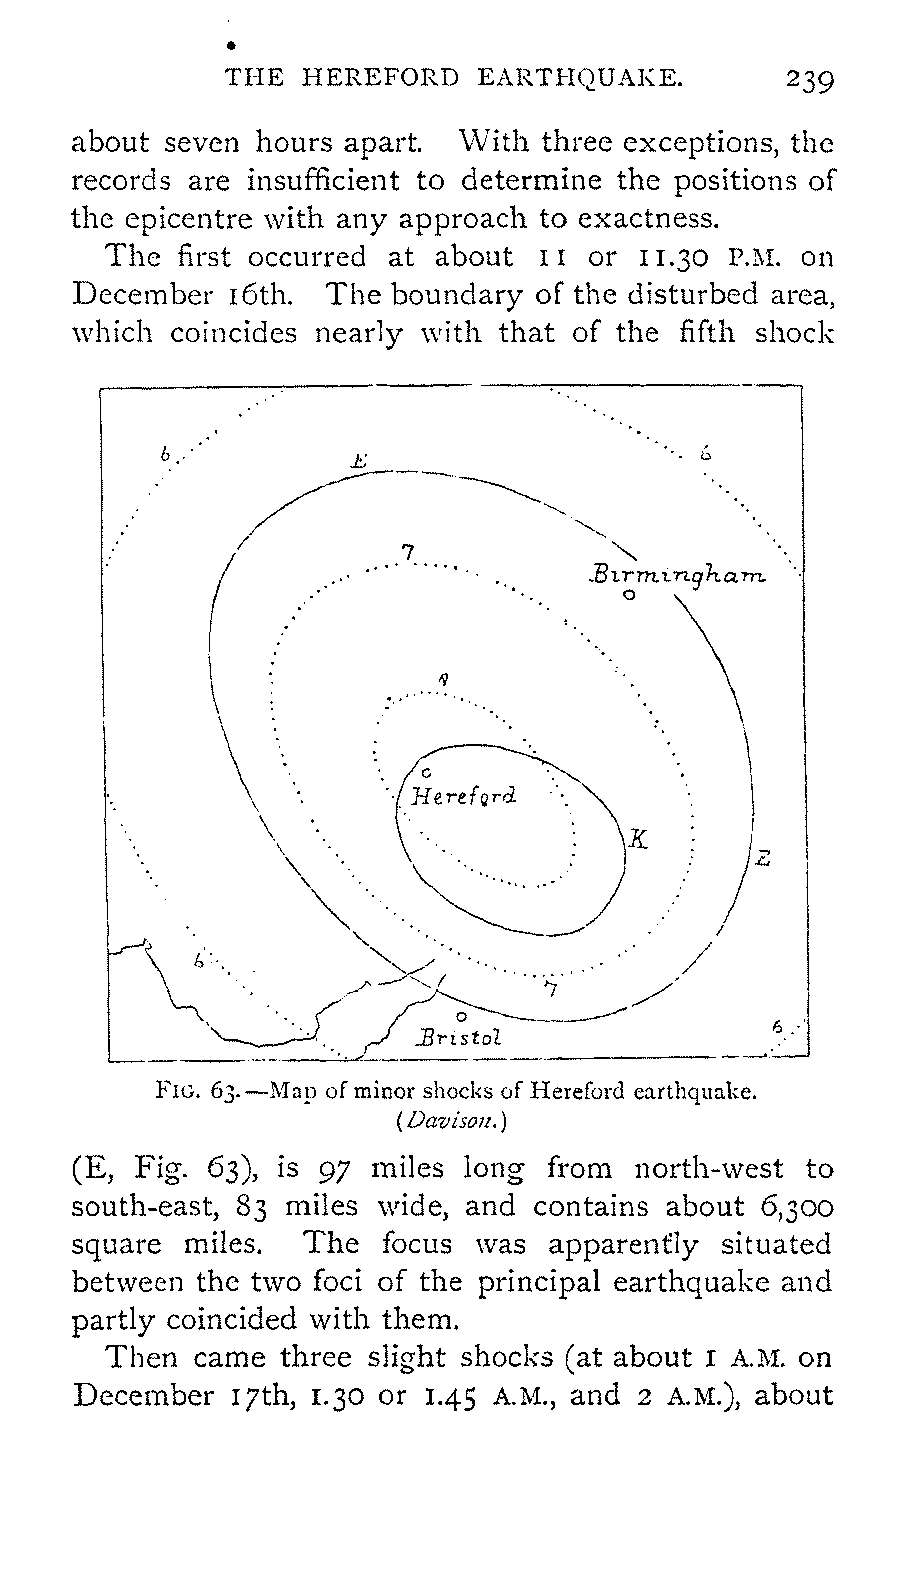 THE HEREFORD EARTHQUAKE. 239
about seven hours apart. With three exceptions, the
records are insufficient to determine the positions of
the epicentre with any approach to exactness.
The first occurred at about 11 or 11.30 P.M. on
December 16th. The boundary of the disturbed area,
which coincides nearly with that of the fifth shock
6
E
6
7
Birmingham
8
Hereford
K
E
6
7
Bristol
6
FIG. 63.—Map of minor shocks of Hereford earthquake.
(Davison.)
(E, Fig. 63), is 97 miles long from north-west to
south-east, 83 miles wide, and contains about 6,300
square miles. The focus was apparently situated
between the two foci of the principal earthquake and
partly coincided with them.
Then came three slight shocks (at about 1 A.M. on
December 17th, 1.30 or 1.45 A.M., and 2 A.M.), about